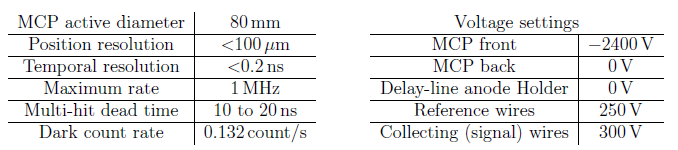 MCP active diameter 80 mm
Position resolution <100 μm
Temporal resolution <0.2 ns
Maximum rate 1 MHz
Multi-hit dead time 10 to 20 ns
Dark count rate 0.132 count/s
Voltage settings
MCP front −2400 V
MCP back 0 V
Delay-line anode Holder 0 V
Reference wires 250 V
Collecting (signal) wires 300 V